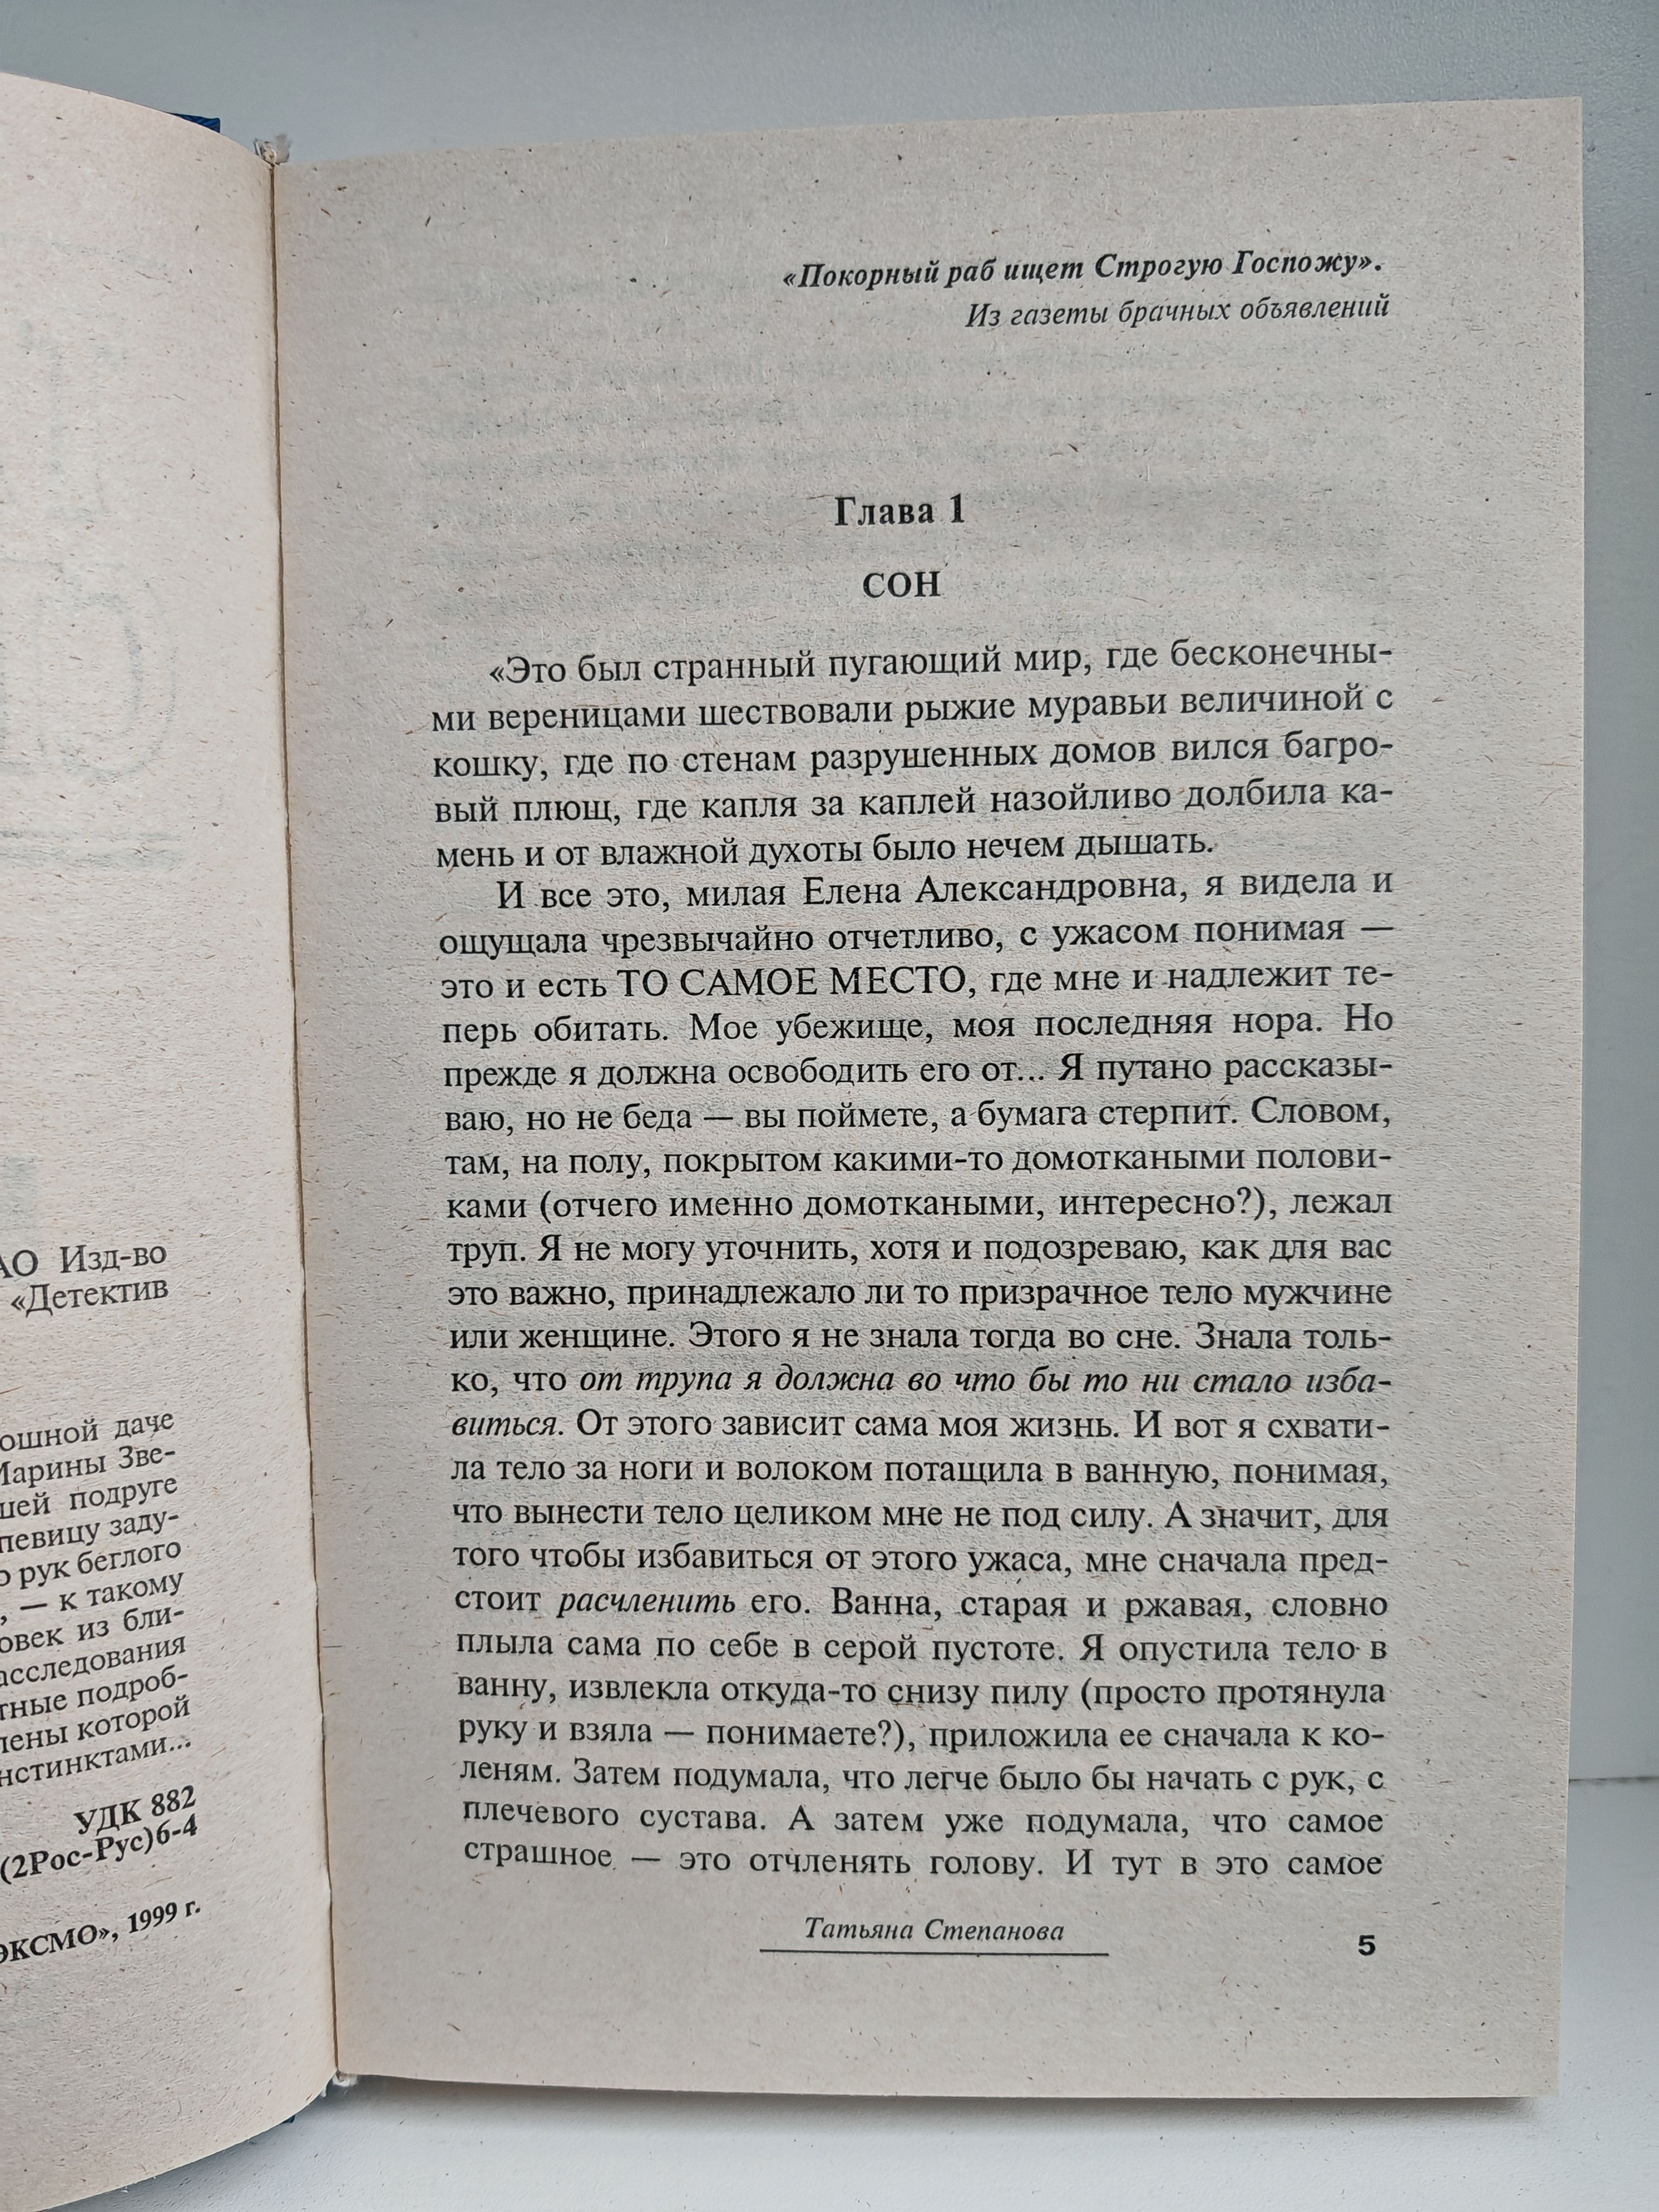 АО Изд-во
«Детектив
даче
Марины Зве-
подруге
певицу заду-
рук беглого
, — к такому
из бли-
расследования
подроб-
которой
УДК 882
(2Рос-Рус)6-4
ЭКСМО», 1999 г.
«Покорный раб ищет Строгую Госпожу».
Из газеты брачных объявлений
Глава 1
СОН
«Это был странный пугающий мир, где бесконечны-
ми вереницами шествовали рыжие муравьи величиной с
кошку, где по стенам разрушенных домов вился багро-
вый плющ, где капля за каплей назойливо долбила ка-
мень и от влажной духоты было нечем дышать.
И все это, милая Елена Александровна, я видела и
ощущала чрезвычайно отчетливо, с ужасом понимая —
это и есть ТО САМОЕ МЕСТО, где мне и надлежит те-
перь обитать. Мое убежище, моя последняя нора. Но
прежде я должна освободить его от... Я путано рассказы-
ваю, но не беда — вы поймете, а бумага стерпит. Словом,
там, на полу, покрытом какими-то домоткаными полови-
ками (отчего именно домоткаными, интересно?), лежал
труп. Я не могу уточнить, хотя и подозреваю, как для вас
это важно, принадлежало ли то призрачное тело мужчине
или женщине. Этого я не знала тогда во сне. Знала толь-
ко, что от трупа я должна во что бы то ни стало изба-
виться. От этого зависит сама моя жизнь. И вот я схвати-
ла тело за ноги и волоком потащила в ванную, понимая,
что вынести тело целиком мне не под силу. А значит, для
того чтобы избавиться от этого ужаса, мне сначала пред-
стоит расчленить его. Ванна, старая и ржавая, словно
плыла сама по себе в серой пустоте. Я опустила тело в
ванну, извлекла откуда-то снизу пилу (просто протянула
руку и взяла — понимаете?), приложила ее сначала к ко-
леням. Затем подумала, что легче было бы начать с рук, с
плечевого сустава. А затем уже подумала, что самое
страшное — это отчленять голову. И тут в это самое
Татьяна Степанова
5